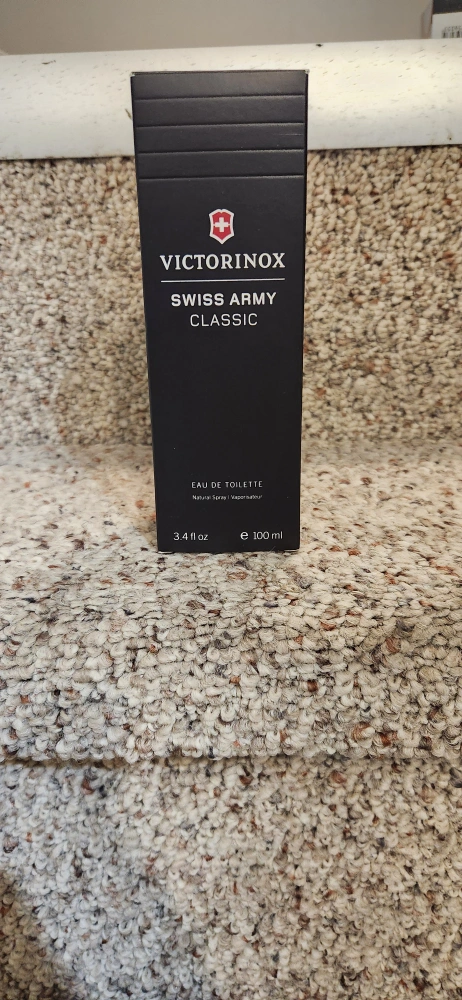 VICTORINOX
SWISS ARMY
CLASSIC
EAU DE TOILETTE
Natural Spray | Vaporisateur
3.4 fl oz ℮ 100 ml